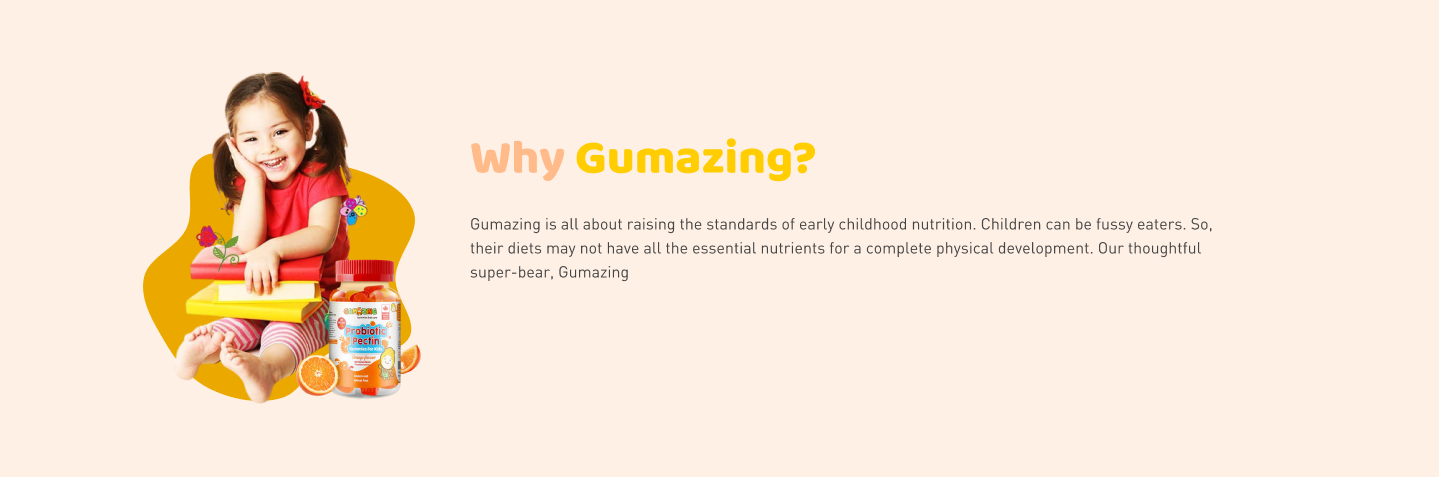 Why Gumazing?
Gumazing is all about raising the standards of early childhood nutrition. Children can be fussy eaters. So,
their diets may not have all the essential nutrients for a complete physical development. Our thoughtful
super-bear, Gumazing
Probiotic
Pectin